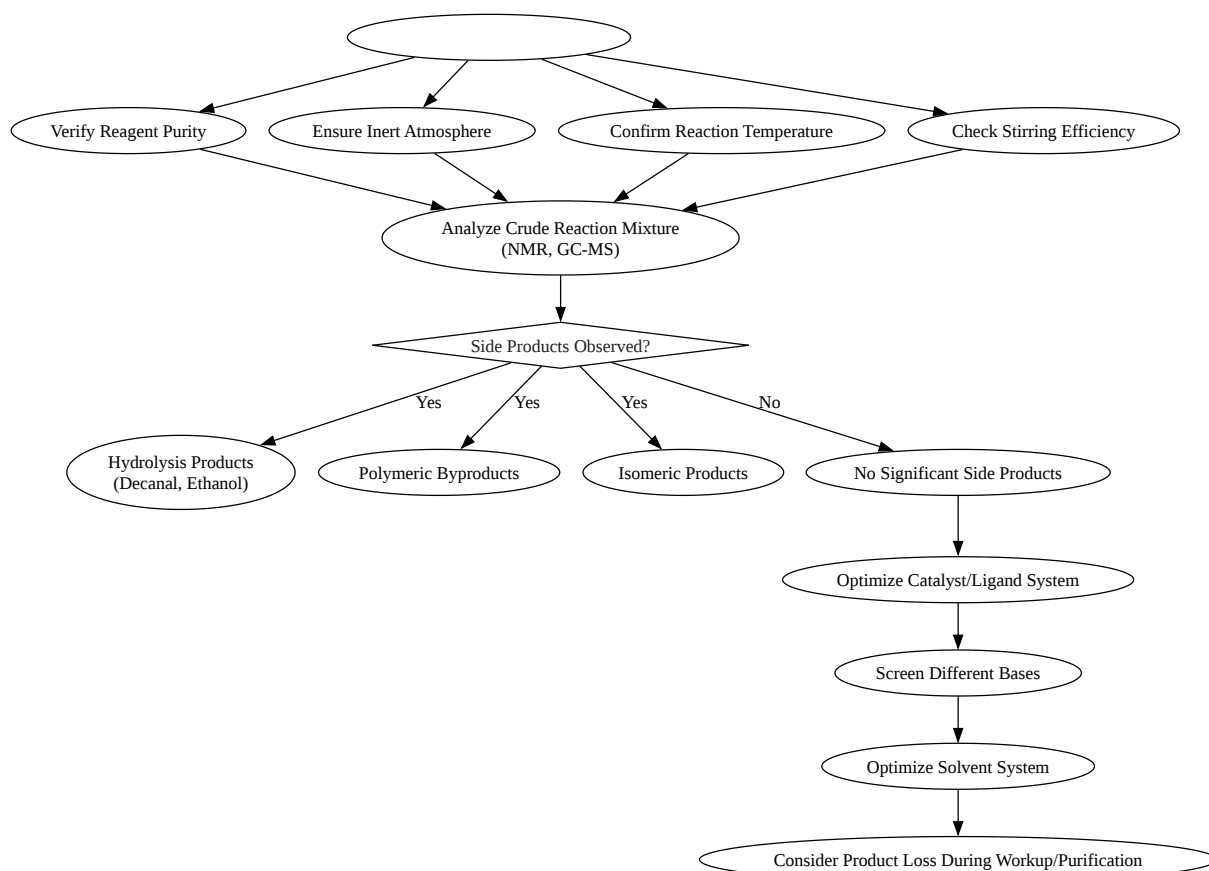 Verify Reagent Purity
Ensure Inert Atmosphere
Confirm Reaction Temperature
Check Stirring Efficiency
Analyze Crude Reaction Mixture
(NMR, GC-MS)
Side Products Observed?
Yes
Yes
Yes
No
Hydrolysis Products
(Decanal, Ethanol)
Polymeric Byproducts
Isomeric Products
No Significant Side Products
Optimize Catalyst/Ligand System
Screen Different Bases
Optimize Solvent System
Consider Product Loss During Workup/Purification